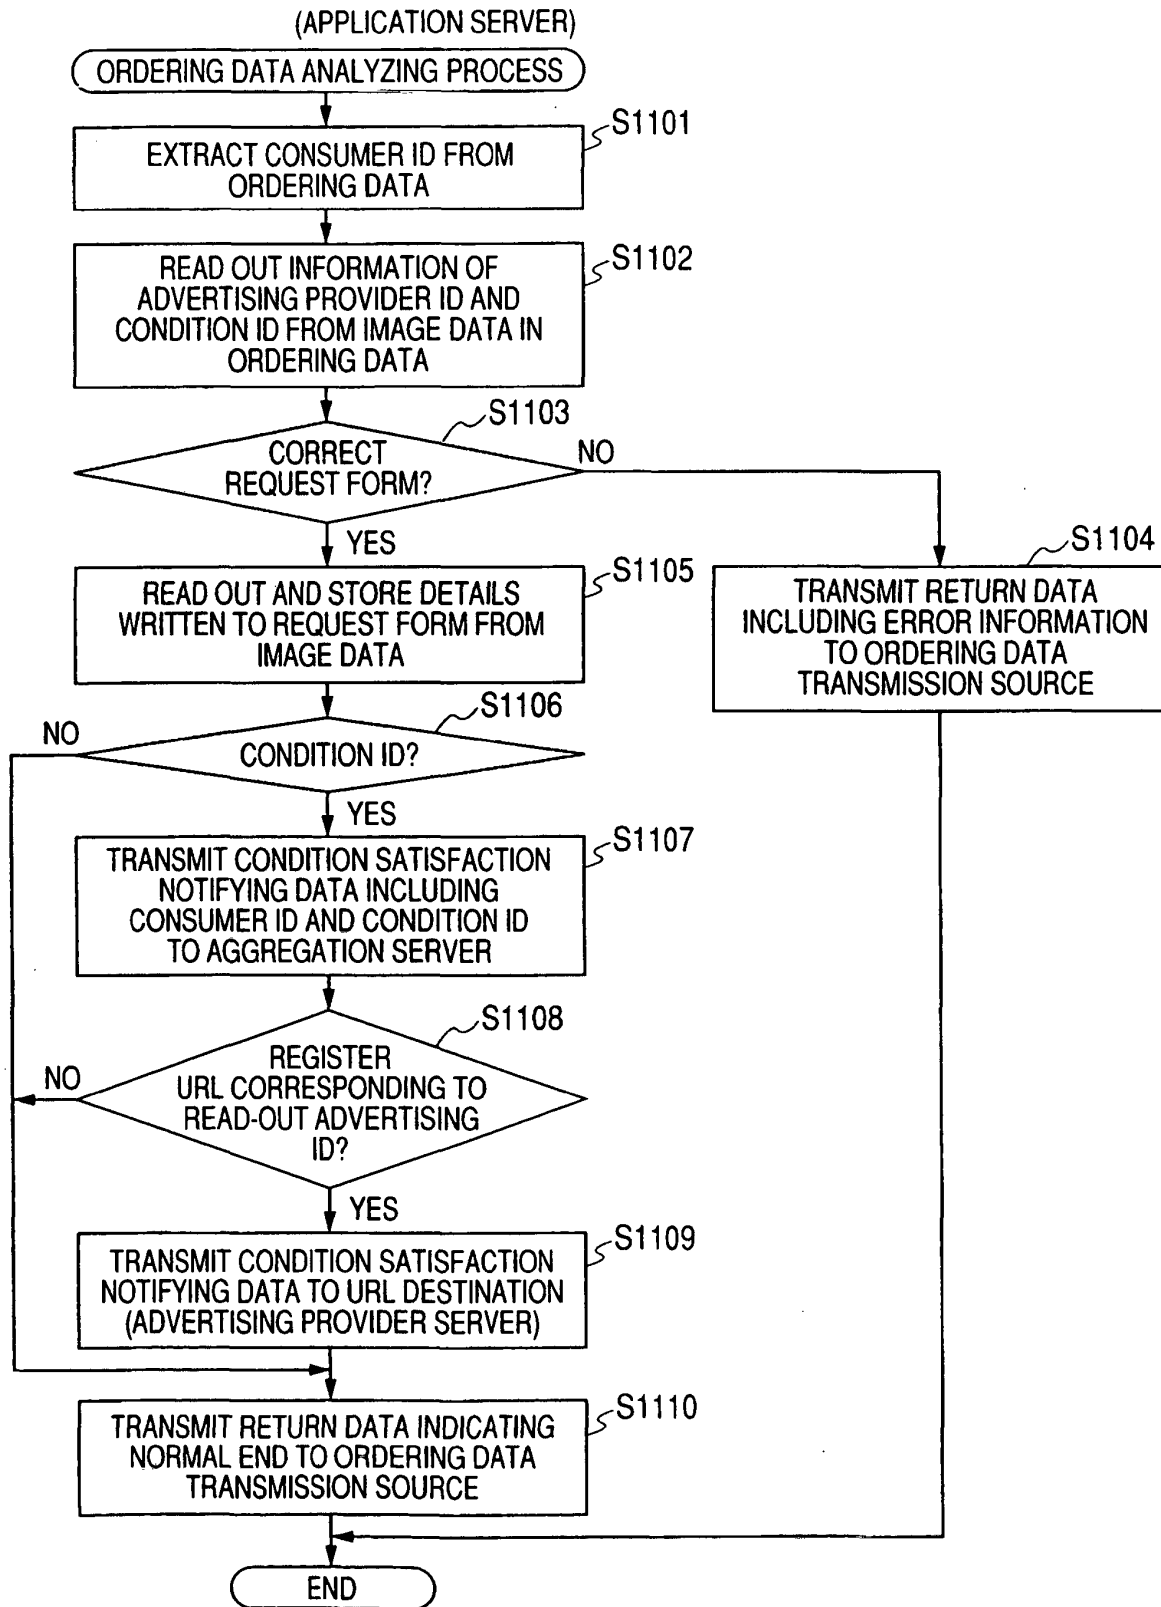 (APPLICATION SERVER)
ORDERING DATA ANALYZING PROCESS
S1101
EXTRACT CONSUMER ID FROM
ORDERING DATA
S1102
READ OUT INFORMATION OF
ADVERTISING PROVIDER ID AND
CONDITION ID FROM IMAGE DATA IN
ORDERING DATA
S1103
CORRECT
REQUEST FORM?
NO
YES
S1104
TRANSMIT RETURN DATA
INCLUDING ERROR INFORMATION
TO ORDERING DATA
TRANSMISSION SOURCE
S1105
READ OUT AND STORE DETAILS
WRITTEN TO REQUEST FORM FROM
IMAGE DATA
S1106
NO
CONDITION ID?
YES
S1107
TRANSMIT CONDITION SATISFACTION
NOTIFYING DATA INCLUDING
CONSUMER ID AND CONDITION ID
TO AGGREGATION SERVER
S1108
REGISTER
URL CORRESPONDING TO
READ-OUT ADVERTISING
ID?
NO
YES
S1109
TRANSMIT CONDITION SATISFACTION
NOTIFYING DATA TO URL DESTINATION
(ADVERTISING PROVIDER SERVER)
S1110
TRANSMIT RETURN DATA INDICATING
NORMAL END TO ORDERING DATA
TRANSMISSION SOURCE
END